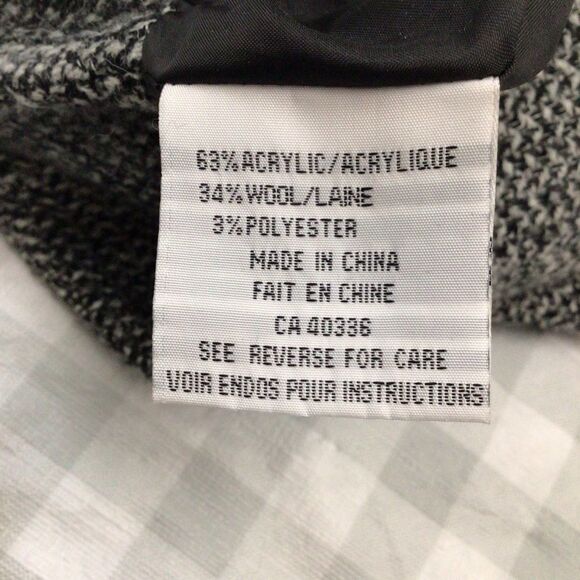 63% ACRYLIC/ACRYLIQUE
34% WOOL/LAINE
3% POLYESTER
MADE IN CHINA
FAIT EN CHINE
CA 40336
SEE REVERSE FOR CARE
VOIR ENDOS POUR INSTRUCTIONS